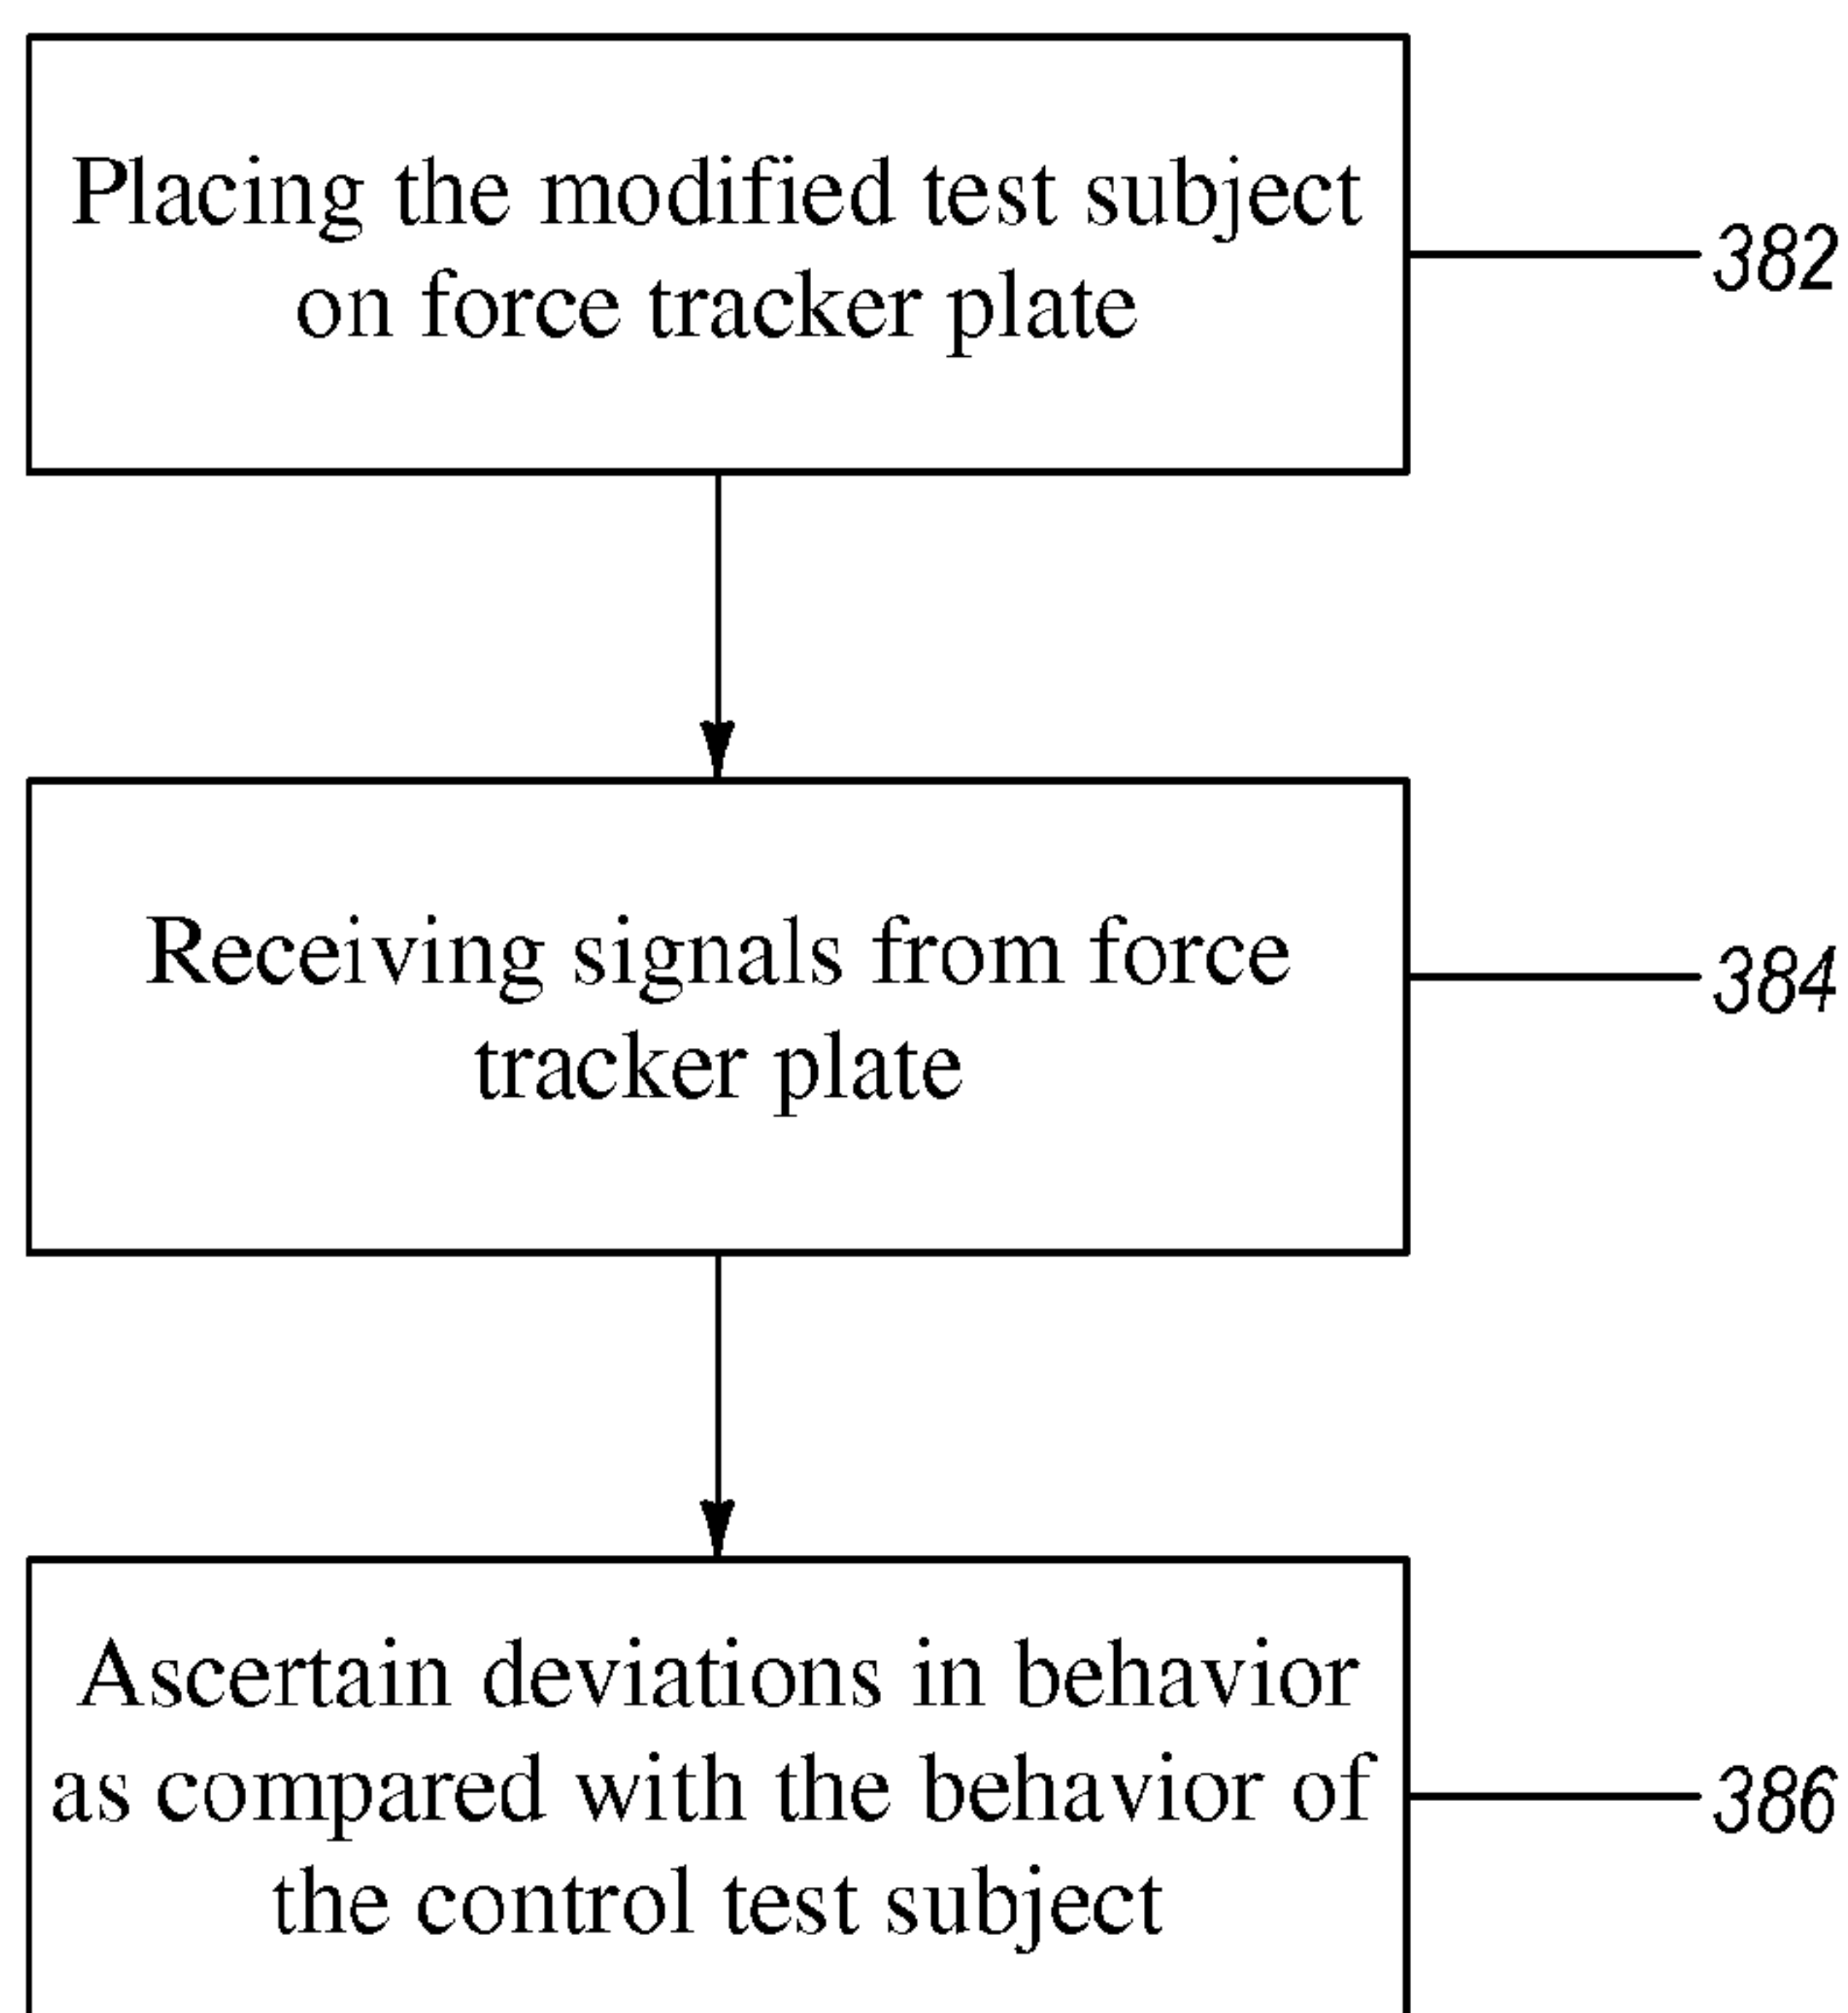 Placing the modified test subject
on force tracker plate
382
Receiving signals from force
tracker plate
384
Ascertain deviations in behavior
as compared with the behavior of
the control test subject
386